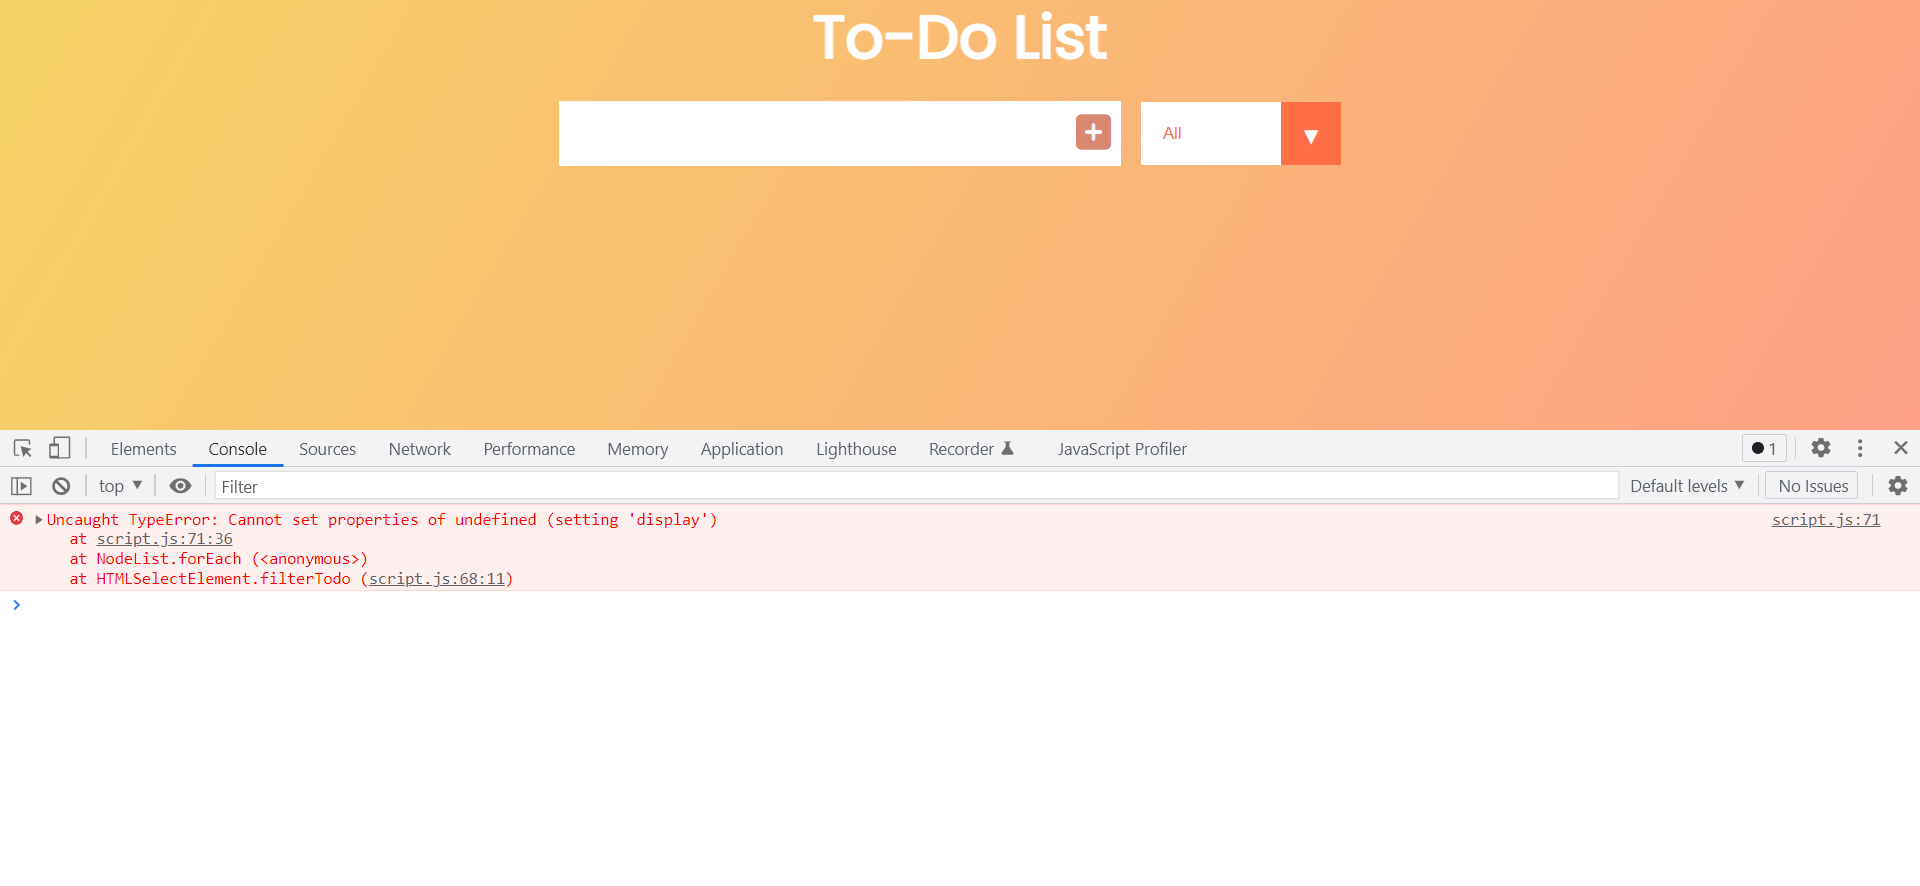 To-Do List
All
Elements Console Sources Network Performance Memory Application Lighthouse Recorder JavaScript Profiler 1
top Filter Default levels No Issues
Uncaught TypeError: Cannot set properties of undefined (setting 'display') script.js:71
at script.js:71:36
at NodeList.forEach (<anonymous>)
at HTMLSelectElement.filterTodo (script.js:68:11)